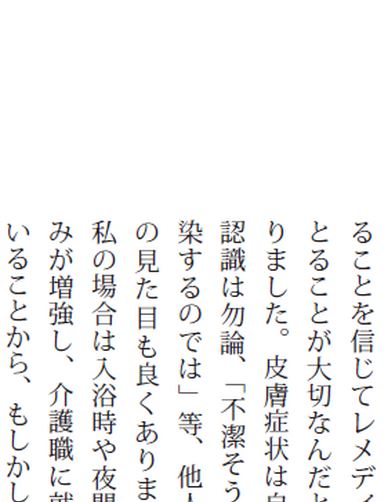 ることを信じてレメディ
とることが大切なんだと
りました。皮膚症状は自
認識は勿論、「不潔そう
染するのでは」等、他人
の見た目も良くありま
私の場合は入浴時や夜間
みが増強し、介護職に就
いることから、もしかし